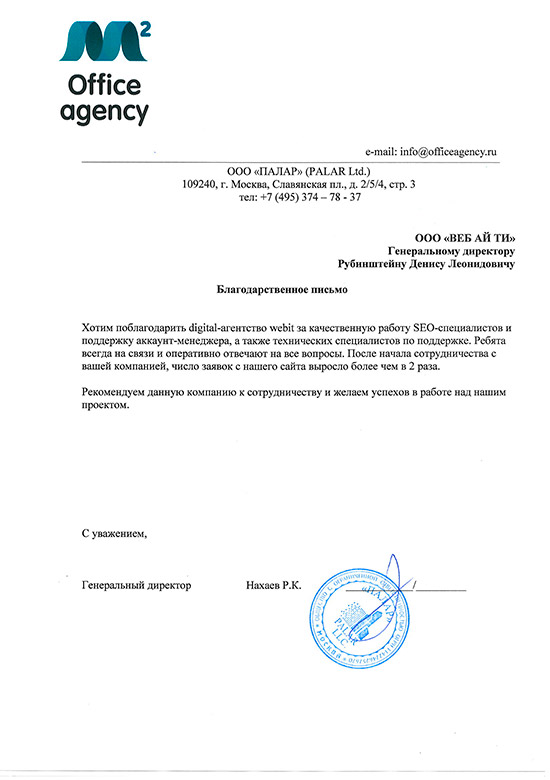 м2
Office
agency
e-mail: info@officeagency.ru
ООО «ПАЛАР» (PALAR Ltd.)
109240, г. Москва, Славянская пл., д. 2/5/4, стр. 3
тел: +7 (495) 374 – 78 - 37
ООО «ВЕБ АЙ ТИ»
Генеральному директору
Рубинштейну Денису Леонидовичу
Благодарственное письмо
Хотим поблагодарить digital-агентство webit за качественную работу SEO-специалистов и
поддержку аккаунт-менеджера, а также технических специалистов по поддержке. Ребята
всегда на связи и оперативно отвечают на все вопросы. После начала сотрудничества с
вашей компанией, число заявок с нашего сайта выросло более чем в 2 раза.
Рекомендуем данную компанию к сотрудничеству и желаем успехов в работе над нашим
проектом.
С уважением,
Генеральный директор Нахаев Р.К. ____________/__________
«ПАЛАР»
PALAR
LLC
МОСКВА